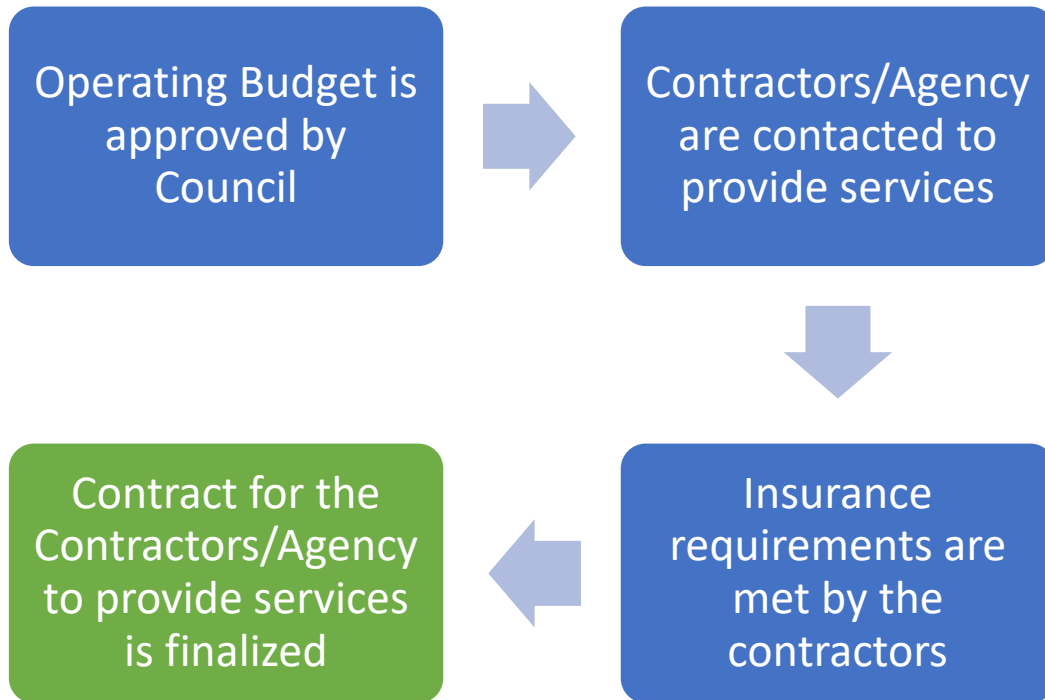 Operating Budget is
approved by
Council
Contractors/Agency
are contacted to
provide services
Insurance
requirements are
met by the
contractors
Contract for the
Contractors/Agency
to provide services
is finalized